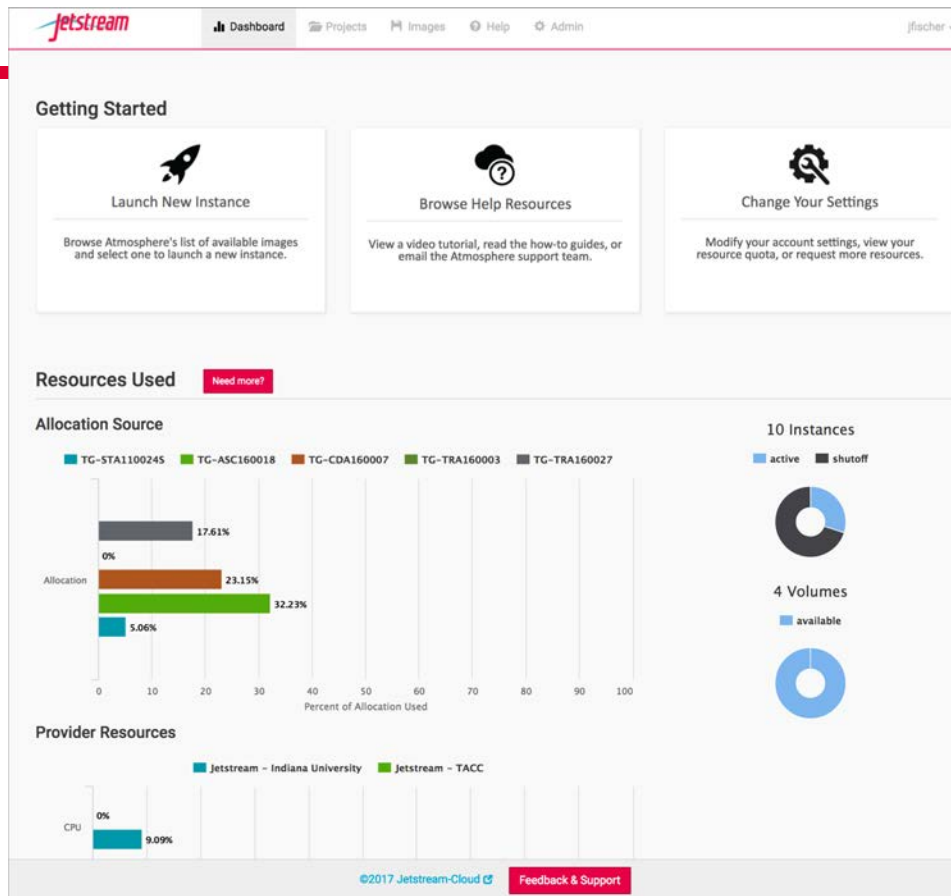 Jetstream
Dashboard Projects Images Help Admin jfischer
Getting Started
Launch New Instance
Browse Atmosphere's list of available images
and select one to launch a new instance.
Browse Help Resources
View a video tutorial, read the how-to guides, or
email the Atmosphere support team.
Change Your Settings
Modify your account settings, view your
resource quota, or request more resources.
Resources Used Need more?
Allocation Source
TG-STA110024S TG-ASC160018 TG-CDA160007 TG-TRA160003 TG-TRA160027
17.61%
0%
Allocation
23.15%
32.23%
5.06%
0 10 20 30 40 50 60 70 80 90 100
Percent of Allocation Used
10 Instances
active shutoff
4 Volumes
available
Provider Resources
Jetstream - Indiana University Jetstream - TACC
0%
CPU
9.09%
©2017 Jetstream-Cloud Feedback & Support